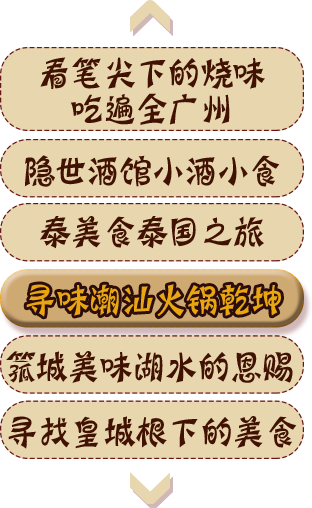 看笔尖下的烧味
吃遍全广州
隐世酒馆小酒小食
泰美食泰国之旅
寻味潮汕火锅乾坤
箛城美味湖水的恩赐
寻找皇城根下的美食